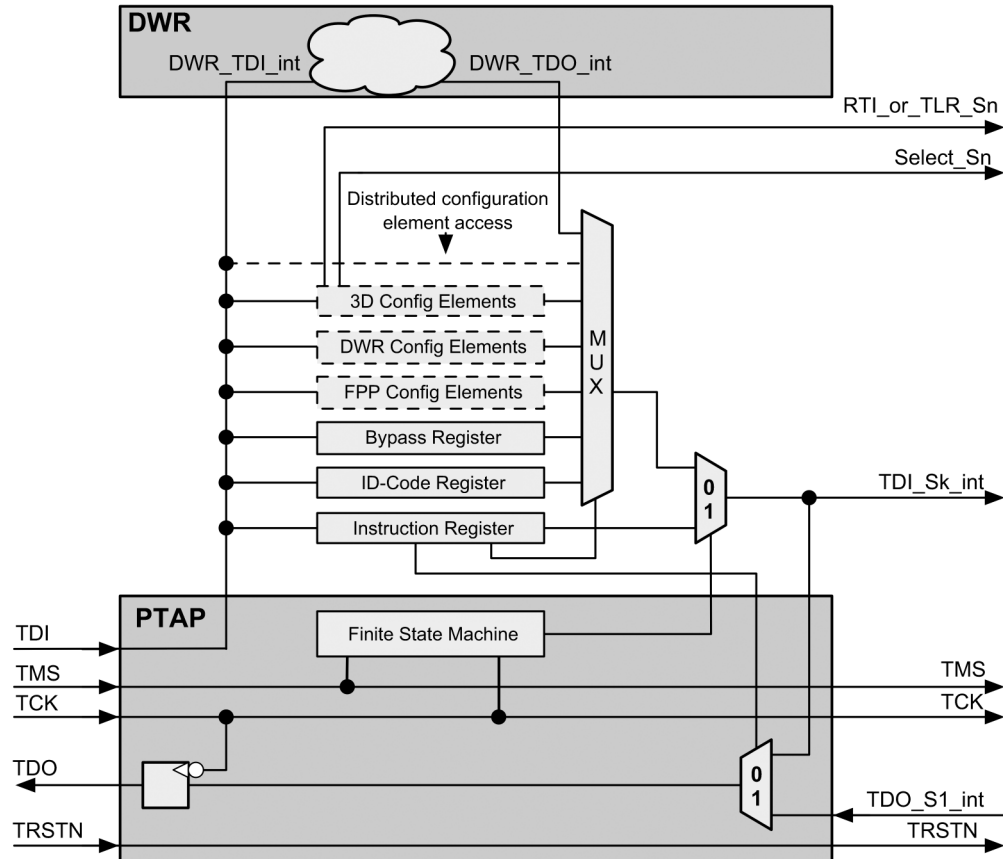 DWR
DWR_TDI_int
DWR_TDO_int
RTI_or_TLR_Sn
Select_Sn
Distributed configuration
element access
3D Config Elements
DWR Config Elements
FPP Config Elements
Bypass Register
ID-Code Register
Instruction Register
M
U
X
0
1
TDI_Sk_int
PTAP
Finite State Machine
TDI
TMS
TMS
TCK
TCK
TDO
0
1
TDO_S1_int
TRSTN
TRSTN